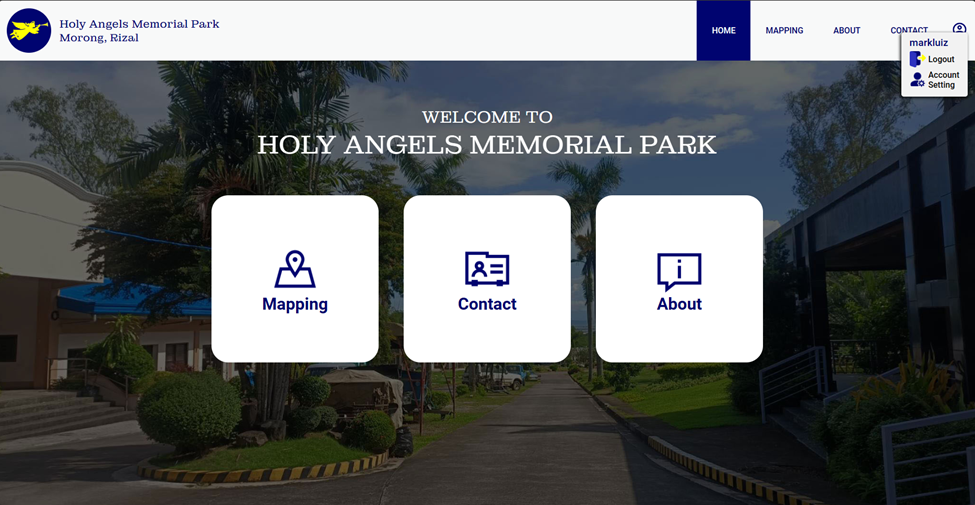 Holy Angels Memorial Park
Morong, Rizal
HOME
MAPPING
ABOUT
CONTACT
markluiz
Logout
Account
Setting
WELCOME TO
HOLY ANGELS MEMORIAL PARK
Mapping
Contact
About